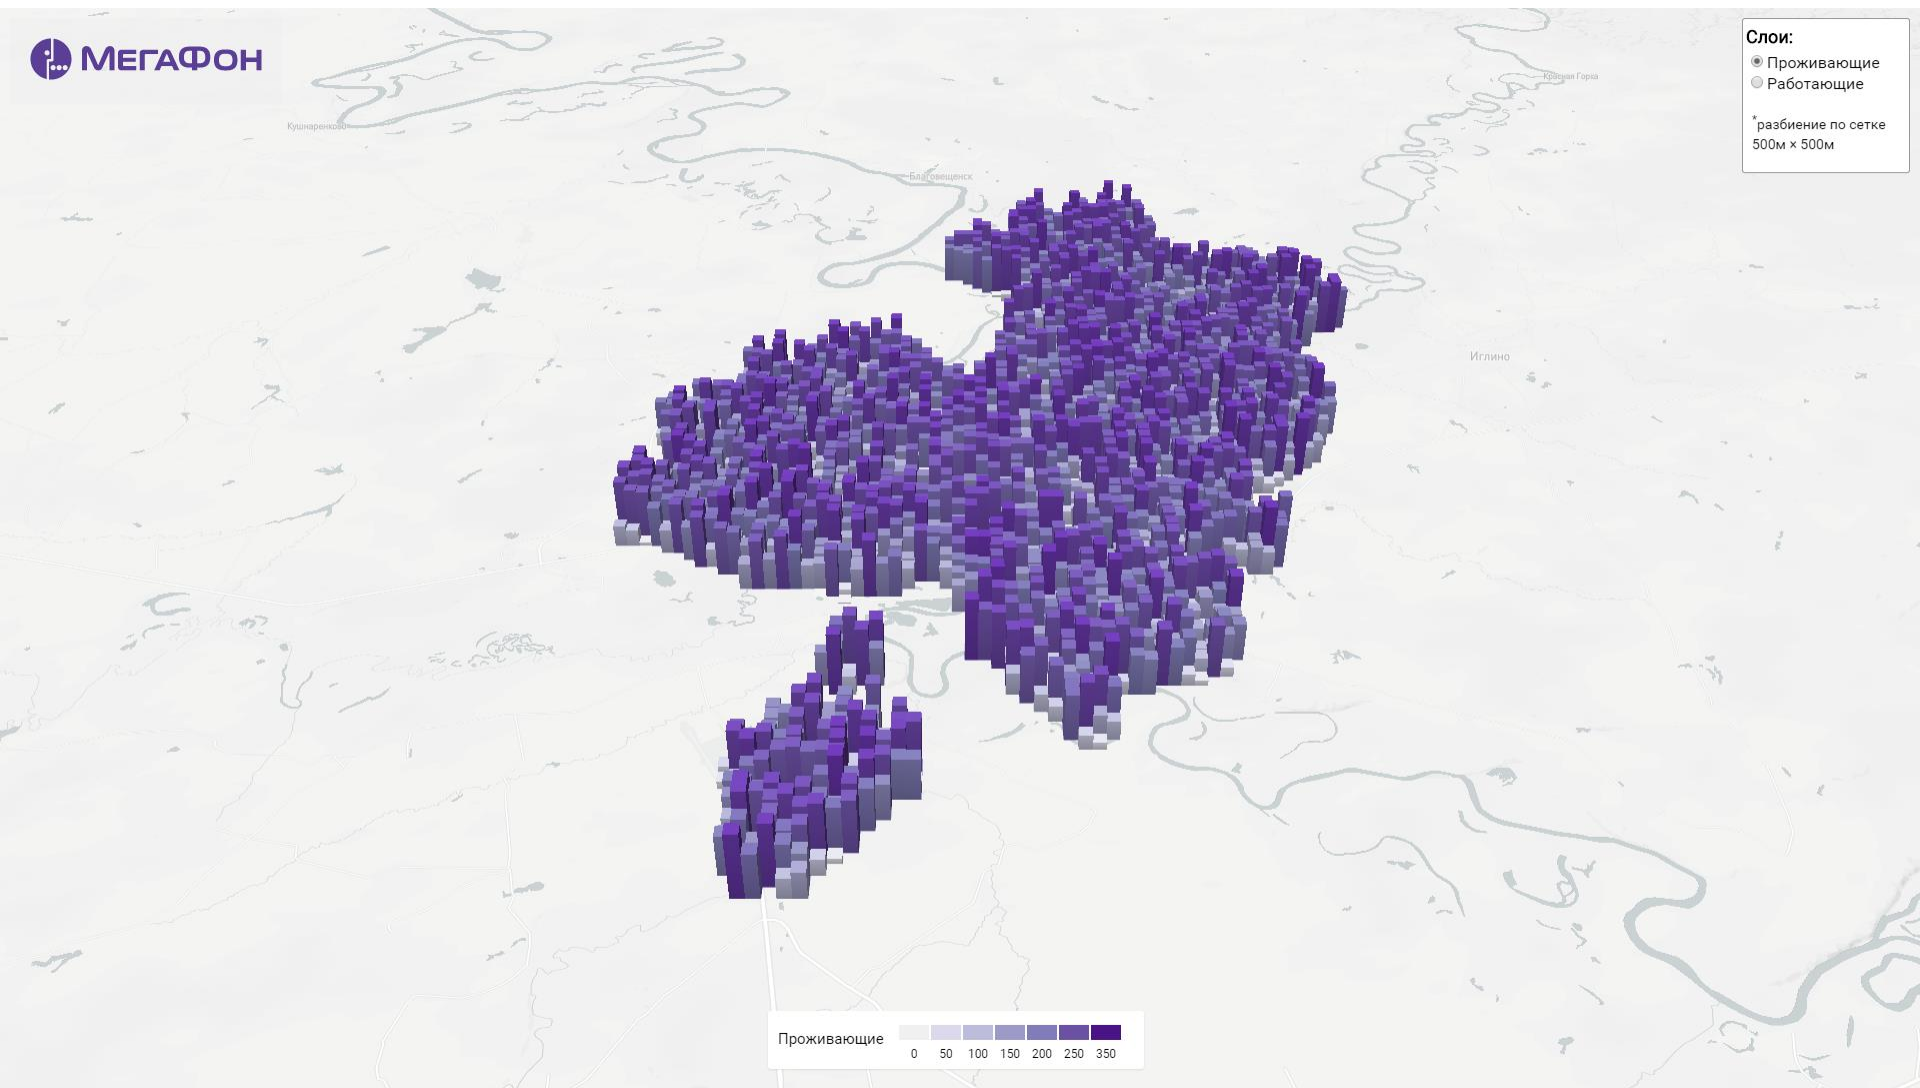 МЕГАФОН
Слои:
Проживающие
Работающие
*разбиение по сетке
500м × 500м
Красная Горка
Кушнаренково
Благовещенск
Иглино
Проживающие
0 50 100 150 200 250 350